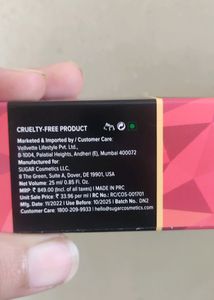 CRUELTY-FREE PRODUCT
Marketed & Imported by / Customer Care:
Vellvette Lifestyle Pvt. Ltd.,
B-1004, Palatial Heights, Andheri (E), Mumbai 400072
Manufactured for:
SUGAR Cosmetics LLC,
8 The Green, Suite A, Dover, DE 19901, USA
Net Volume: 25 ml/0.85 Fl. Oz.
MRP ₹ 849.00 (Incl. of all taxes) | MADE IN PRC
Unit Sale Price: ₹ 33.96 per ml | RC: RC/COS-001701
Mfg. Date: 11/2022 | Best Before: 10/2025 | Batch: DN2
Customer Care: 1800-209-9933 | hello@sugarcosmetics.com